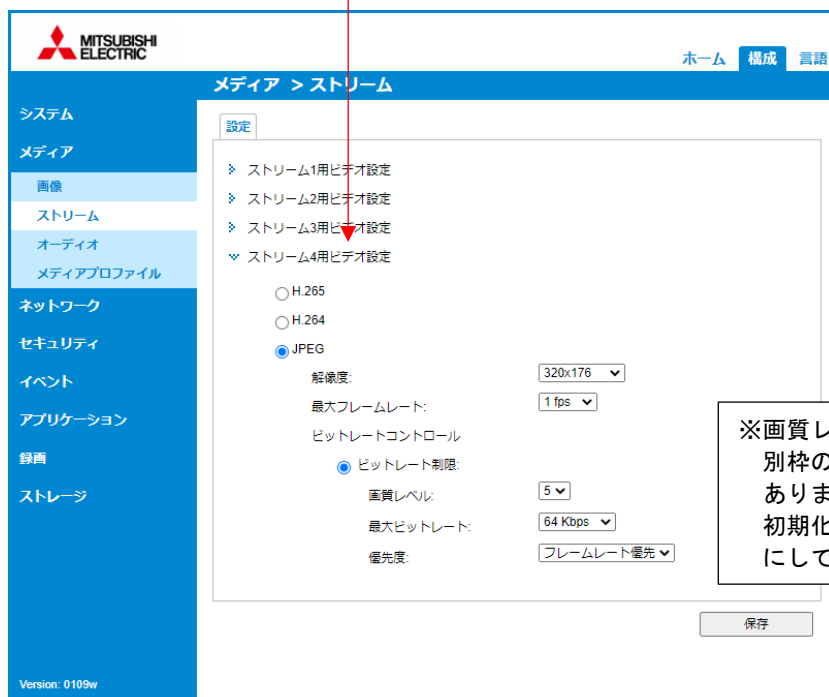 MITSUBISHI
ELECTRIC
ホーム 構成 言語
メディア > ストリーム
システム
メディア
画像
ストリーム
オーディオ
メディアプロファイル
ネットワーク
セキュリティ
イベント
アプリケーション
録画
ストレージ
Version: 0109w
設定
ストリーム1用ビデオ設定
ストリーム2用ビデオ設定
ストリーム3用ビデオ設定
ストリーム4用ビデオ設定
H.265
H.264
JPEG
解像度: 320x176
最大フレームレート: 1 fps
ビットレートコントロール
ビットレート制限:
画質レベル: 5
最大ビットレート: 64 Kbps
優先度: フレームレート優先
※画質レ
別枠の
ありま
初期化
にして
保存